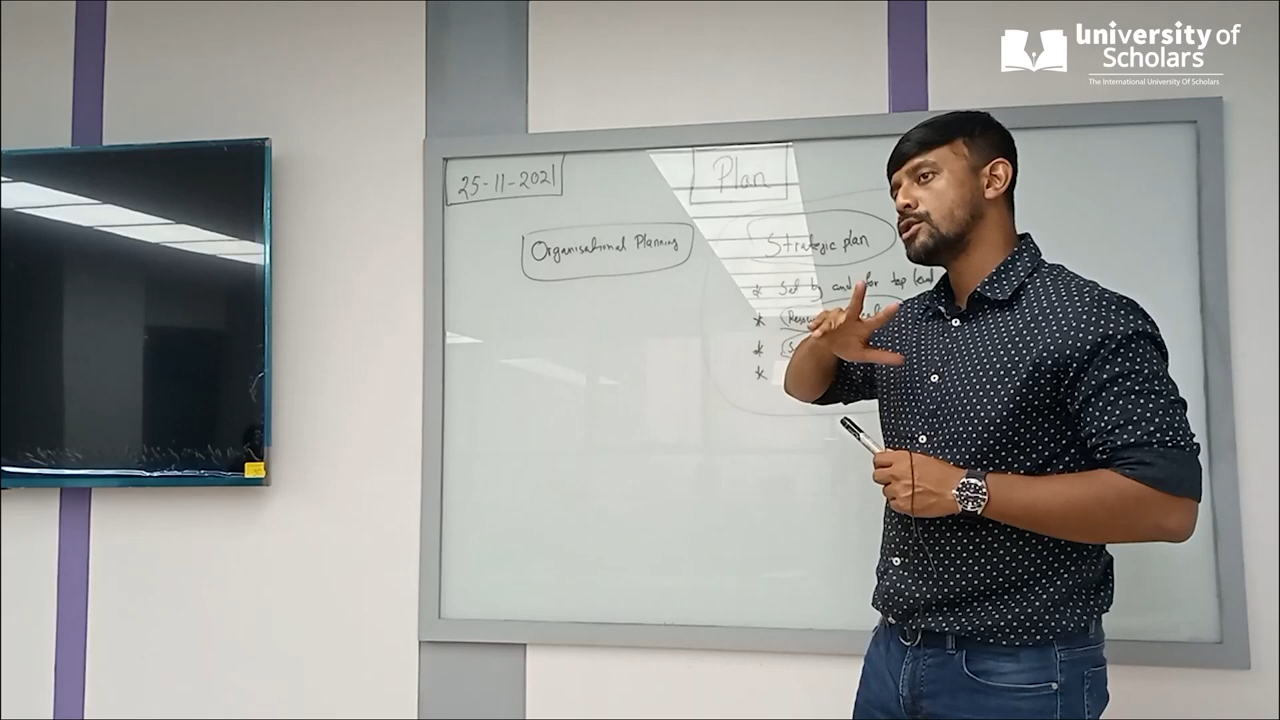 University of
Scholars
The International University Of Scholars
25-11-2021
Plan
Organisational Planning
Strategic plan
* Set by and for top
*
*
*